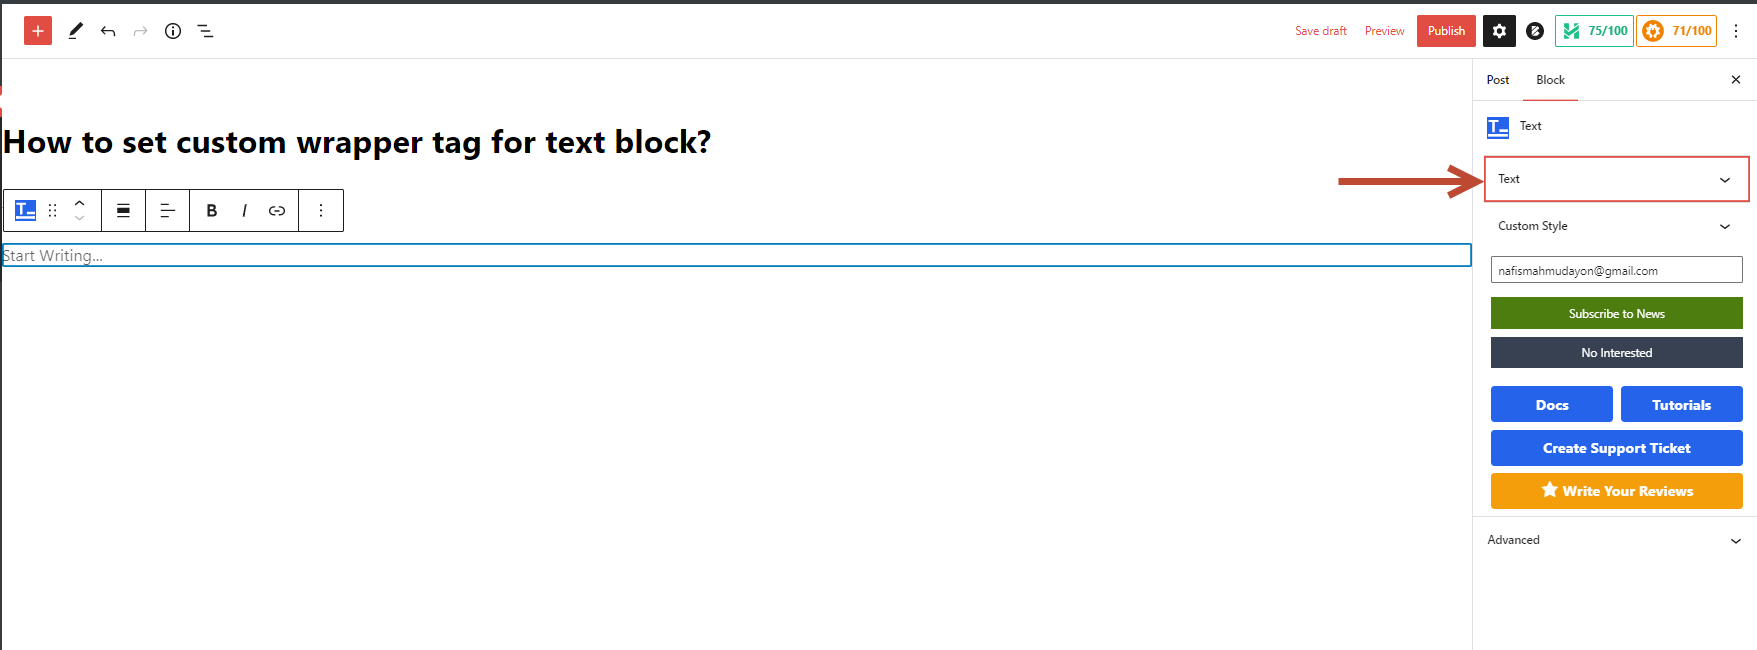 Save draft Preview Publish 75/100 71/100
Post Block
Text
How to set custom wrapper tag for text block?
Text
B I
Custom Style
Start Writing...
nafismahmudayon@gmail.com
Subscribe to News
No Interested
Docs Tutorials
Create Support Ticket
Write Your Reviews
Advanced